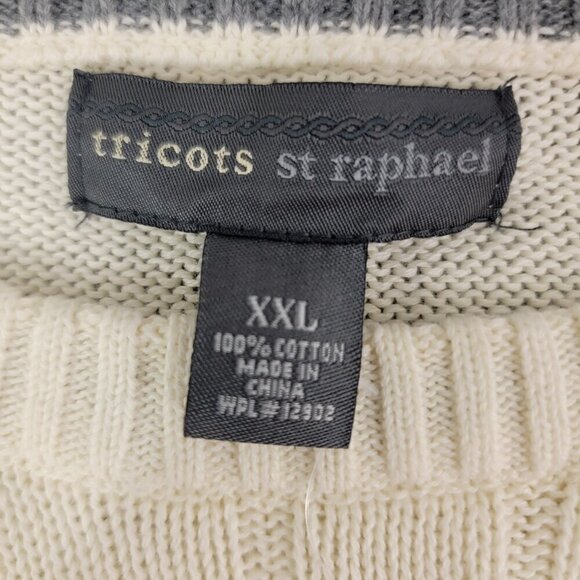 tricots st raphael
XXL
100% COTTON
MADE IN
CHINA
WPL # 12902